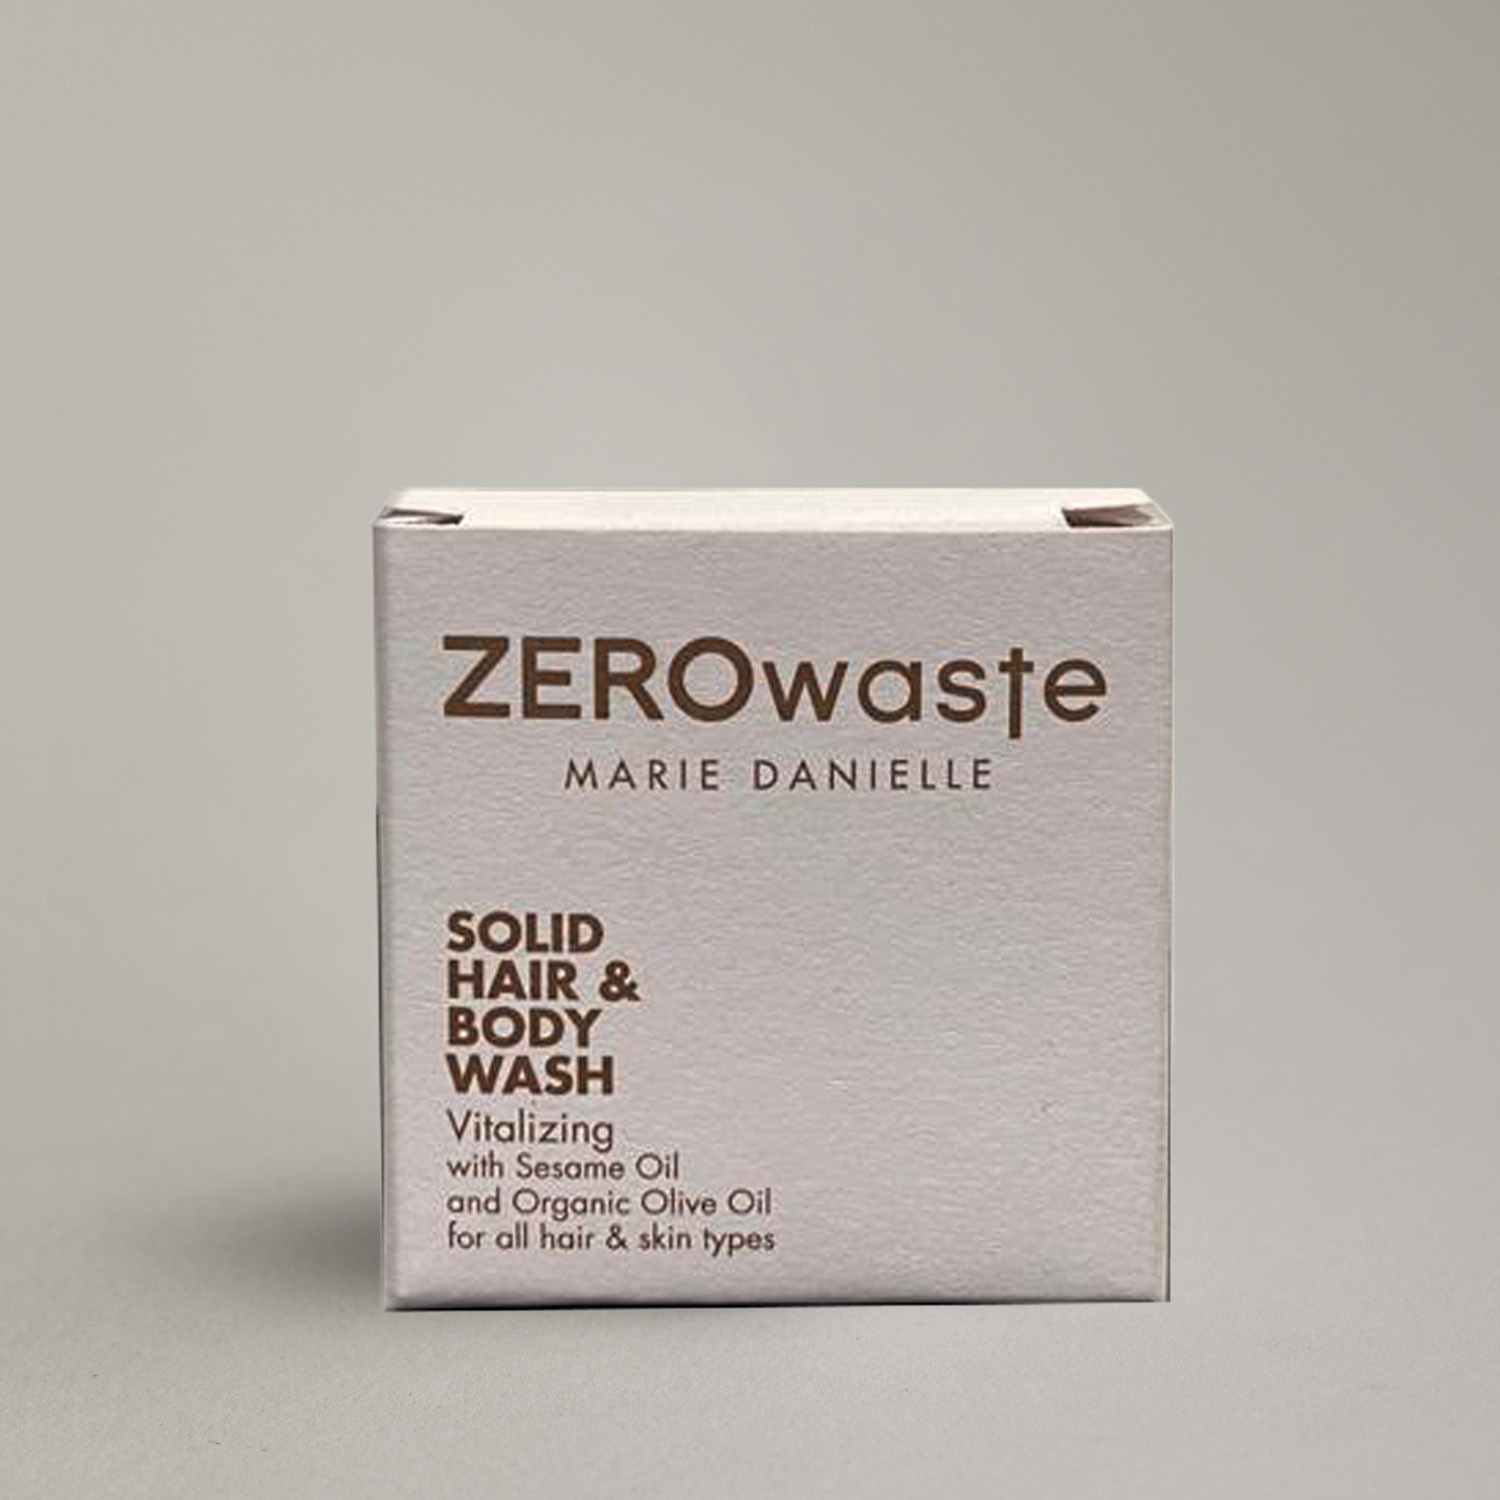 ZEROwaste
MARIE DANIELLE
SOLID
HAIR &
BODY
WASH
Vitalizing
with Sesame Oil
and Organic Olive Oil
for all hair & skin types